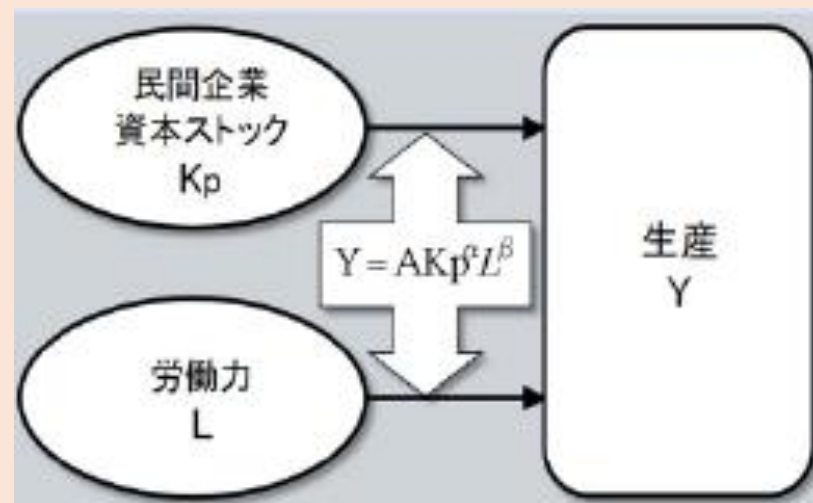 民間企業
資本ストック
Kp
Y = AKp^αL^β
生産
Y
労働力
L